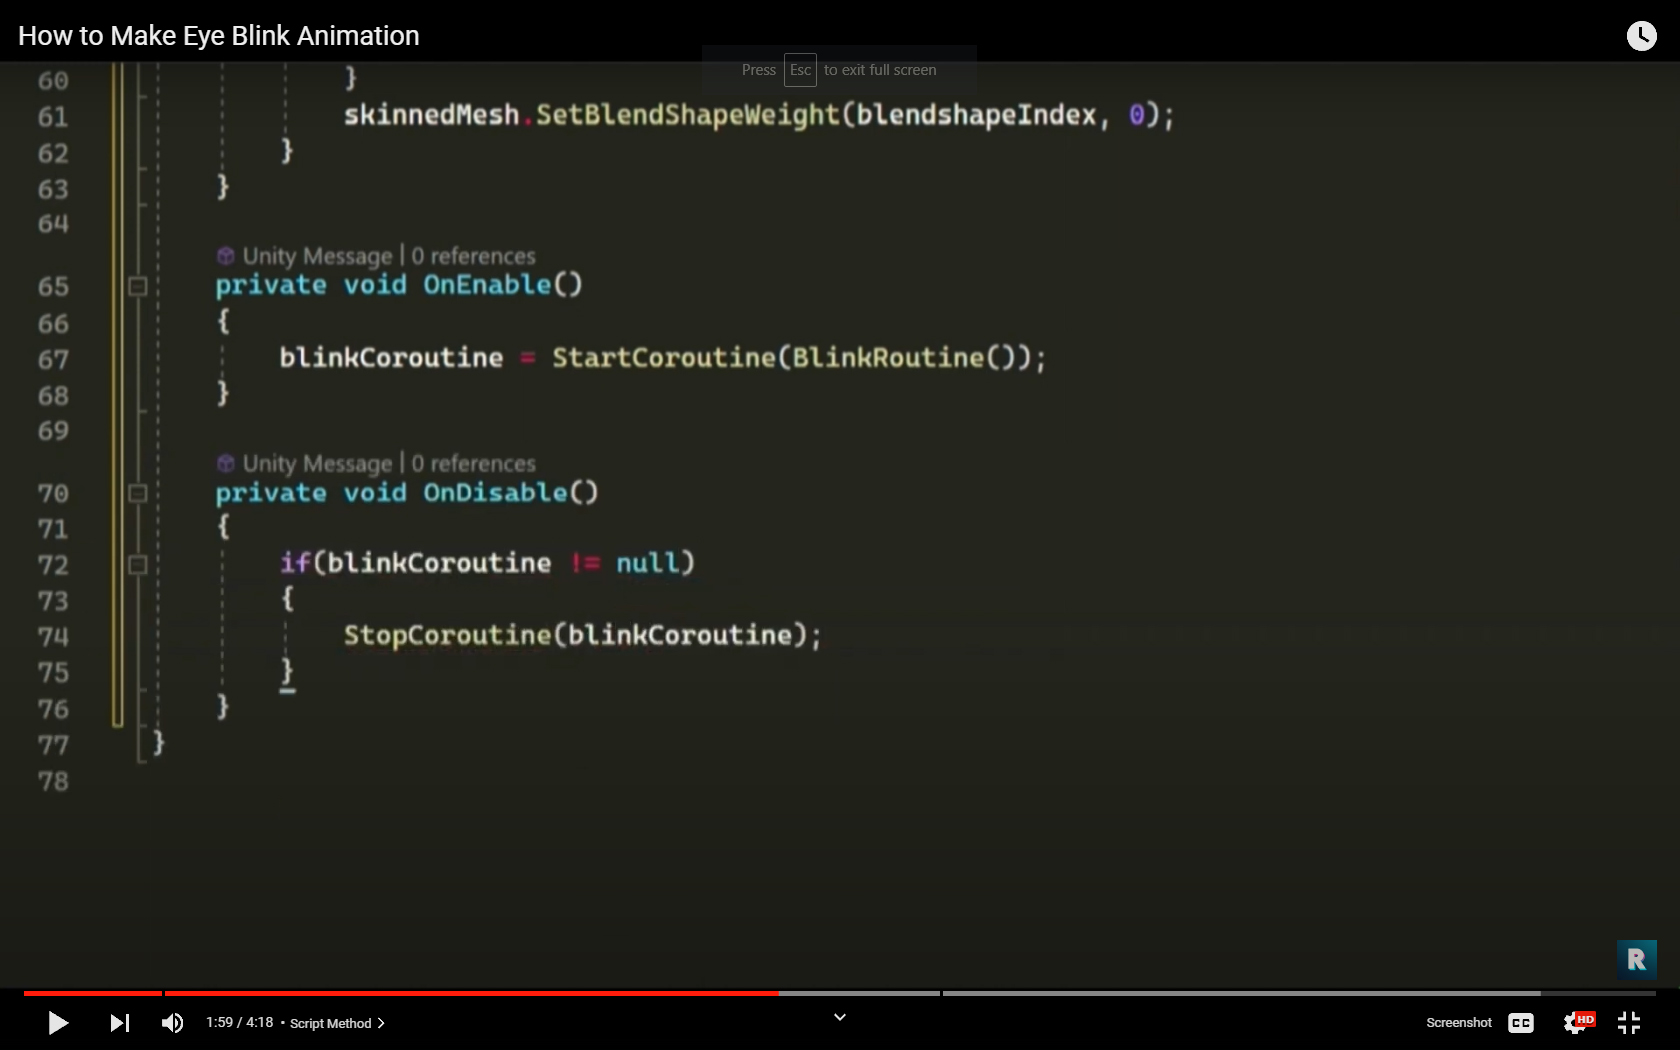 How to Make Eye Blink Animation
Press Esc to exit full screen
60 }
61 skinnedMesh.SetBlendShapeWeight(blendshapeIndex, 0);
62 }
63 }
64
Unity Message | 0 references
65 private void OnEnable()
66 {
67 blinkCoroutine = StartCoroutine(BlinkRoutine());
68 }
69
Unity Message | 0 references
70 private void OnDisable()
71 {
72 if(blinkCoroutine != null)
73 {
74 StopCoroutine(blinkCoroutine);
75 }
76 }
77 }
78
R
1:59 / 4:18 • Script Method
Screenshot CC HD